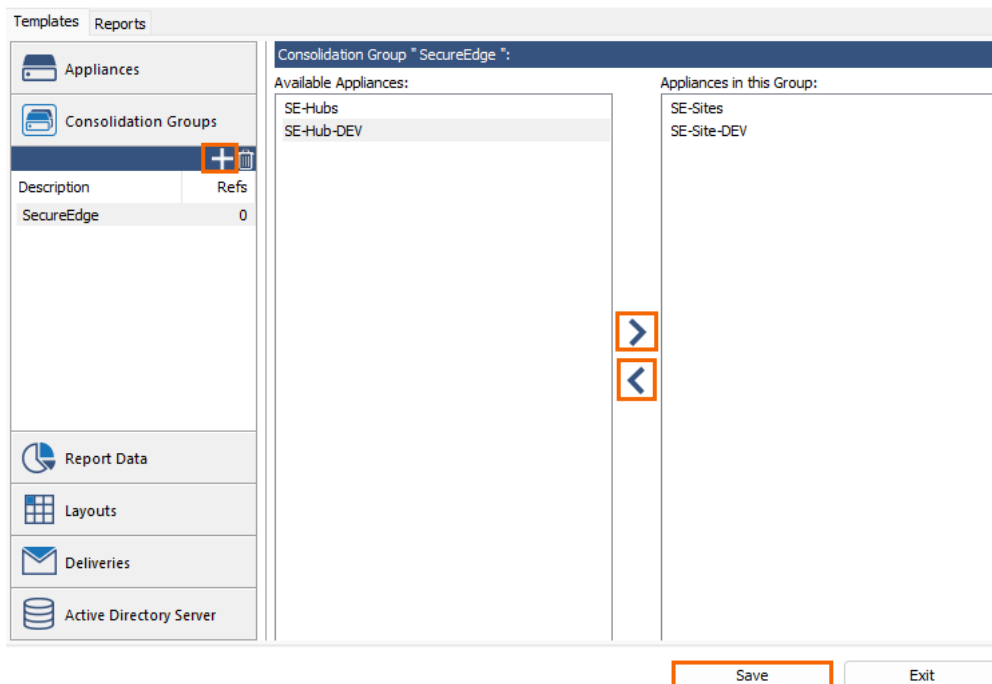 Templates Reports
Appliances
Consolidation Groups
Description Refs
SecureEdge 0
Report Data
Layouts
Deliveries
Active Directory Server
Consolidation Group " SecureEdge ":
Available Appliances:
SE-Hubs
SE-Hub-DEV
Appliances in this Group:
SE-Sites
SE-Site-DEV
Save Exit